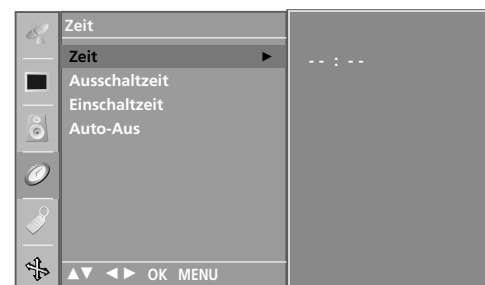 Zeit
Zeit ► -- : --
Ausschaltzeit
Einschaltzeit
Auto-Aus
▲▼ ◄► OK MENU